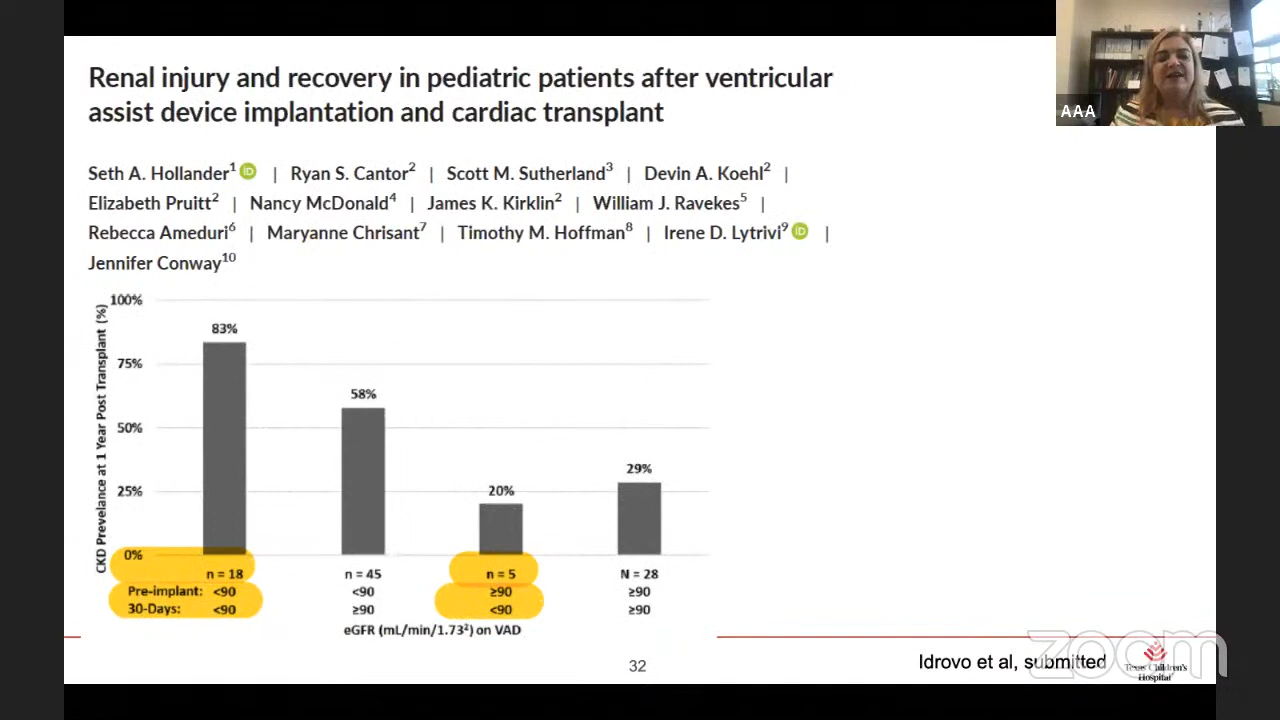 Renal injury and recovery in pediatric patients after ventricular
assist device implantation and cardiac transplant
AAA
Seth A. Hollander1 iD | Ryan S. Cantor2 | Scott M. Sutherland3 | Devin A. Koehl2 |
Elizabeth Pruitt2 | Nancy McDonald4 | James K. Kirklin2 | William J. Ravekes5 |
Rebecca Ameduri6 | Maryanne Chrisant7 | Timothy M. Hoffman8 | Irene D. Lytrivi9 iD |
Jennifer Conway10
CKD Prevelance at 1 Year Post Transplant (%)
100%
75%
50%
25%
0%
83%
58%
20%
29%
n = 18 n = 45 n = 5 N = 28
Pre-implant: <90 <90 ≥90 ≥90
30-Days: <90 ≥90 <90 ≥90
eGFR (mL/min/1.73²) on VAD
32
Idrovo et al, submitted
zoom
Texas Children's
Hospital